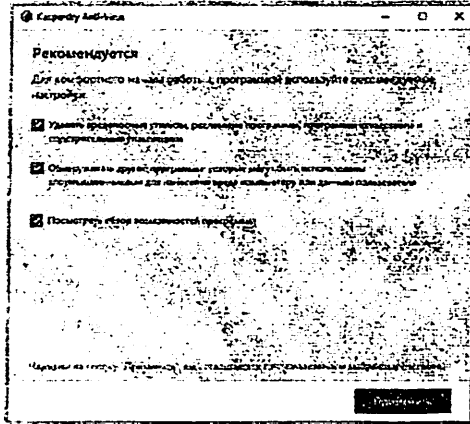 Kaspersky Anti-Virus
Рекомендуется
Для комфортного начала работы с программой используйте рекомендуемые
настройки.
Удалять вредоносные утилиты, рекламные программы, программы автодозвона и
подозрительные упаковщики
Обнаруживать другие программы, которые могут быть использованы
злоумышленником для нанесения вреда компьютеру или данным пользователя
Посмотреть обзор возможностей программы
Применить